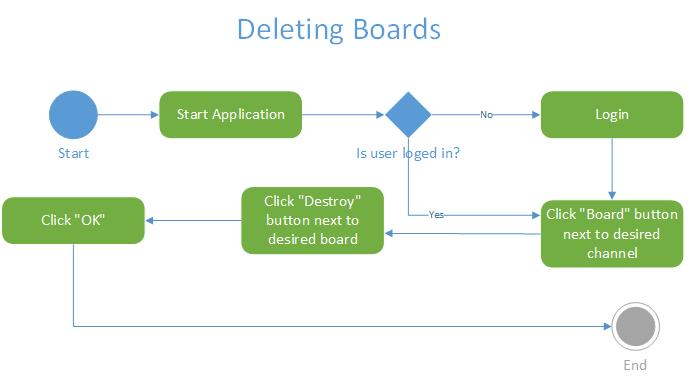 Deleting Boards
Start Application
No
Login
Start
Is user loged in?
Click "OK"
Click "Destroy"
button next to
desired board
Yes
Click "Board" button
next to desired
channel
End